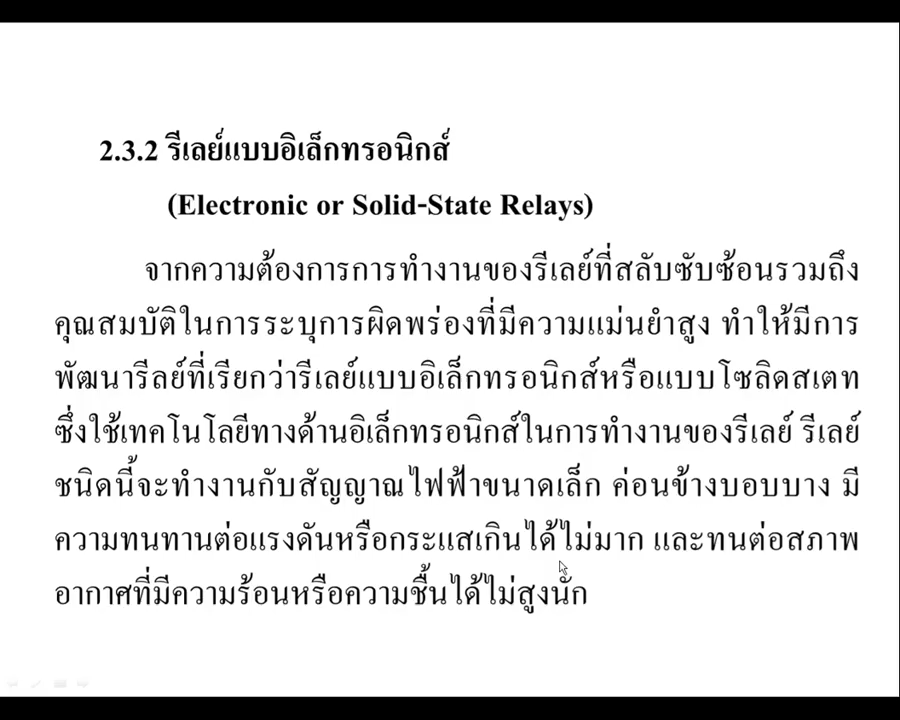 2.3.2 รีเลย์แบบอิเล็กทรอนิกส์
(Electronic or Solid-State Relays)
จากความต้องการการทำงานของรีเลย์ที่สลับซับซ้อนรวมถึง
คุณสมบัติในการระบุการผิดพร่องที่มีความแม่นยำสูง ทำให้มีการ
พัฒนารีลย์ที่เรียกว่ารีเลย์แบบอิเล็กทรอนิกส์หรือแบบโซลิดสเตท
ซึ่งใช้เทคโนโลยีทางด้านอิเล็กทรอนิกส์ในการทำงานของรีเลย์ รีเลย์
ชนิดนี้จะทำงานกับสัญญาณไฟฟ้าขนาดเล็ก ค่อนข้างบอบบาง มี
ความทนทานต่อแรงดันหรือกระแสเกินได้ไม่มาก และทนต่อสภาพ
อากาศที่มีความร้อนหรือความชื้นได้ไม่สูงนัก